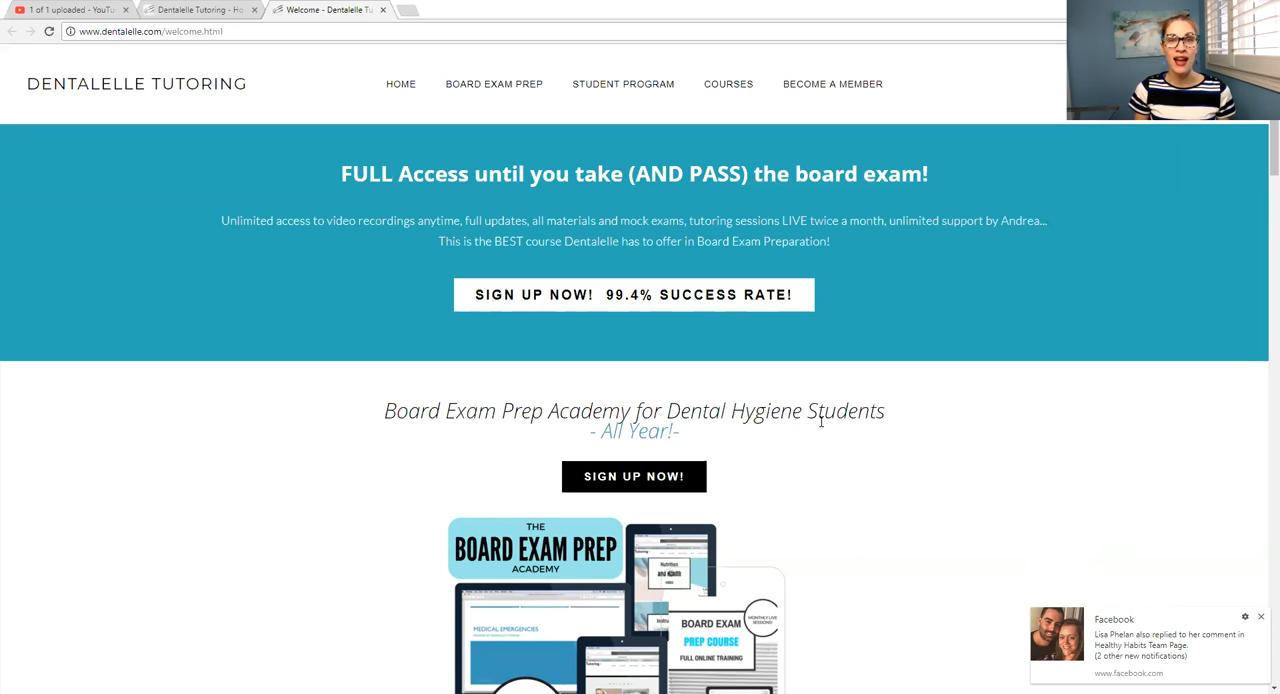 1 of 1 uploaded - YouTu
Dentalelle Tutoring - Ho
Welcome - Dentalelle Tu
www.dentalelle.com/welcome.html
DENTALELLE TUTORING
HOME
BOARD EXAM PREP
STUDENT PROGRAM
COURSES
BECOME A MEMBER
FULL Access until you take (AND PASS) the board exam!
Unlimited access to video recordings anytime, full updates, all materials and mock exams, tutoring sessions LIVE twice a month, unlimited support by Andrea...
This is the BEST course Dentalelle has to offer in Board Exam Preparation!
SIGN UP NOW! 99.4% SUCCESS RATE!
Board Exam Prep Academy for Dental Hygiene Students
- All Year!-
SIGN UP NOW!
THE
BOARD EXAM PREP
ACADEMY
Nutrition
and Health
MEDICAL EMERGENCIES
BOARD EXAM
PREP COURSE
FULL ONLINE TRAINING
MONTHLY LIVE
SESSIONS!
Facebook
Lisa Phelan also replied to her comment in
Healthy Habits Team Page.
(2 other new notifications)
www.facebook.com